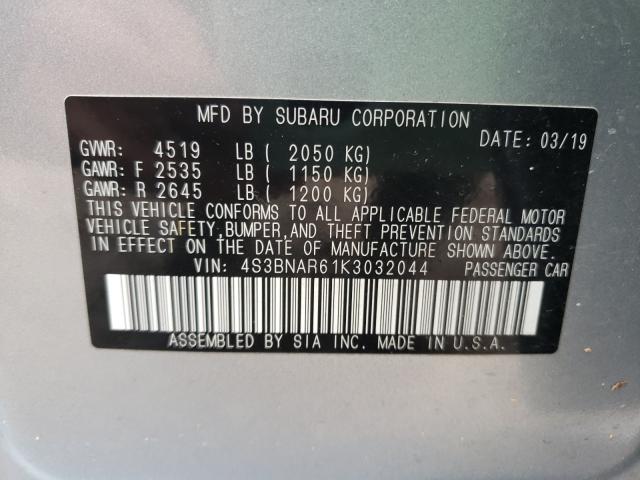 MFD BY SUBARU CORPORATION
DATE: 03/19
GVWR: 4519 LB ( 2050 KG)
GAWR: F 2535 LB ( 1150 KG)
GAWR: R 2645 LB ( 1200 KG)
THIS VEHICLE CONFORMS TO ALL APPLICABLE FEDERAL MOTOR
VEHICLE SAFETY, BUMPER, AND THEFT PREVENTION STANDARDS
IN EFFECT ON THE DATE OF MANUFACTURE SHOWN ABOVE.
VIN: 4S3BNAR61K3032044 PASSENGER CAR
ASSEMBLED BY SIA INC. MADE IN U.S.A.